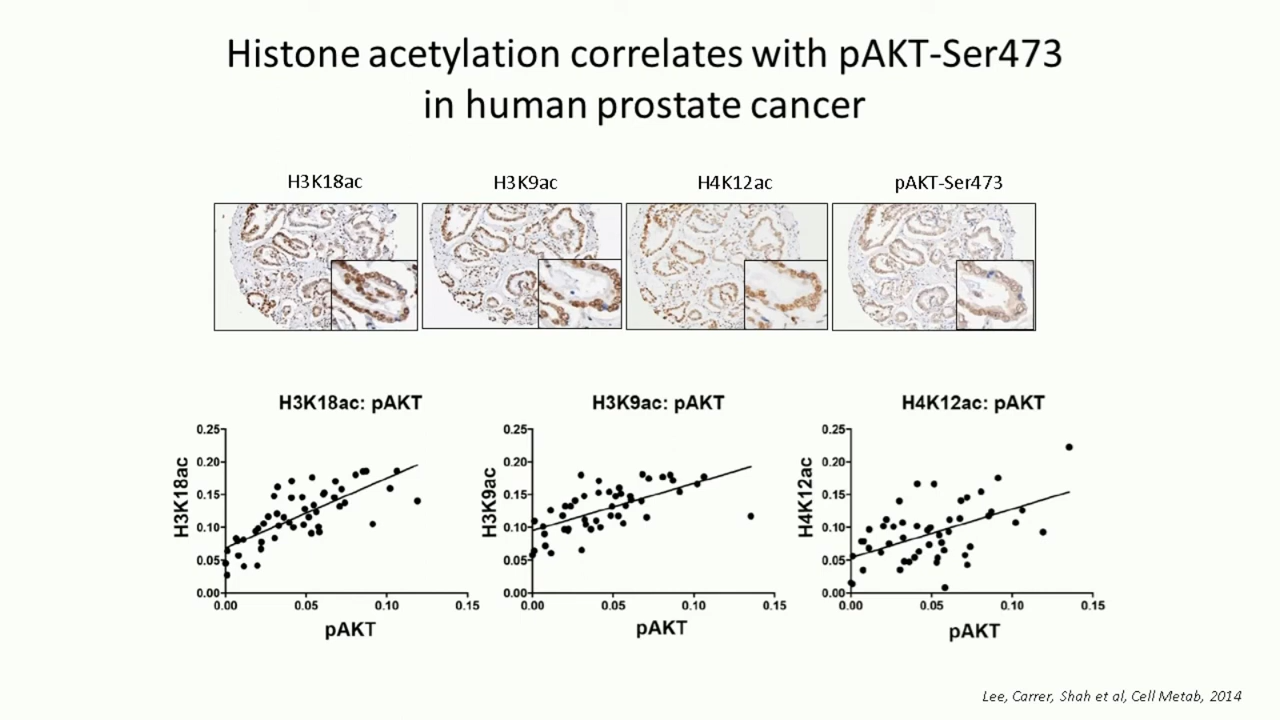 Histone acetylation correlates with pAKT-Ser473
in human prostate cancer
H3K18ac
H3K9ac
H4K12ac
pAKT-Ser473
H3K18ac: pAKT
H3K18ac
0.25
0.20
0.15
0.10
0.05
0.00
0.00 0.05 0.10 0.15
pAKT
H3K9ac: pAKT
H3K9ac
0.25
0.20
0.15
0.10
0.05
0.00
0.00 0.05 0.10 0.15
pAKT
H4K12ac: pAKT
H4K12ac
0.25
0.20
0.15
0.10
0.05
0.00
0.00 0.05 0.10 0.15
pAKT
Lee, Carrer, Shah et al, Cell Metab, 2014